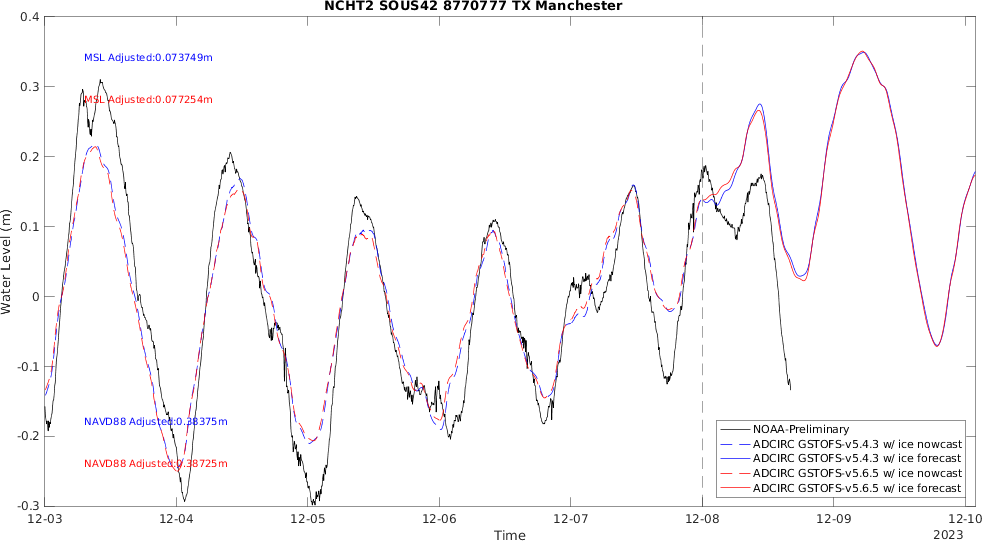 NCHT2 SOUS42 8770777 TX Manchester
0.4
0.3
0.2
0.1
0
-0.1
-0.2
-0.3
Water Level (m)
MSL Adjusted:0.073749m
MSL Adjusted:0.077254m
NAVD88 Adjusted:0.38375m
NAVD88 Adjusted:0.38725m
NOAA-Preliminary
ADCIRC GSTOFS-v5.4.3 w/ ice nowcast
ADCIRC GSTOFS-v5.4.3 w/ ice forecast
ADCIRC GSTOFS-v5.6.5 w/ ice nowcast
ADCIRC GSTOFS-v5.6.5 w/ ice forecast
12-03 12-04 12-05 12-06 12-07 12-08 12-09 12-10
Time
2023